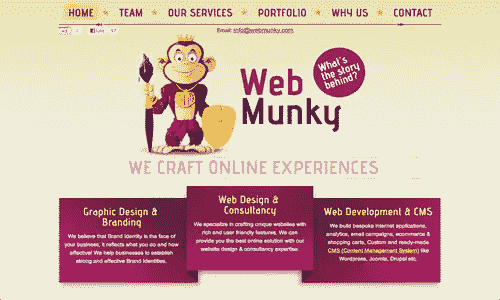 HOME ★ TEAM ★ OUR SERVICES ★ PORTFOLIO ★ WHY US ★ CONTACT
Like
Email: info@webmunky.com
What's
the story
behind?
Web
Munky
WE CRAFT ONLINE EXPERIENCES
Graphic Design &
Branding
We believe that Brand Identity is the face of
your business, it reflects what you do and how
effective! We help businesses to establish
strong and effective Brand Identities.
Web Design &
Consultancy
We specialize in crafting unique websites with
rich and user friendly features. We can
provide you the best online solution with our
website design & consultancy expertise.
Web Development & CMS
We build bespoke internet applications,
analytics, email campaigns, ecommerce &
shopping carts, Custom and ready-made
CMS (Content Management System) like
Wordpress, Joomla, Drupal etc.